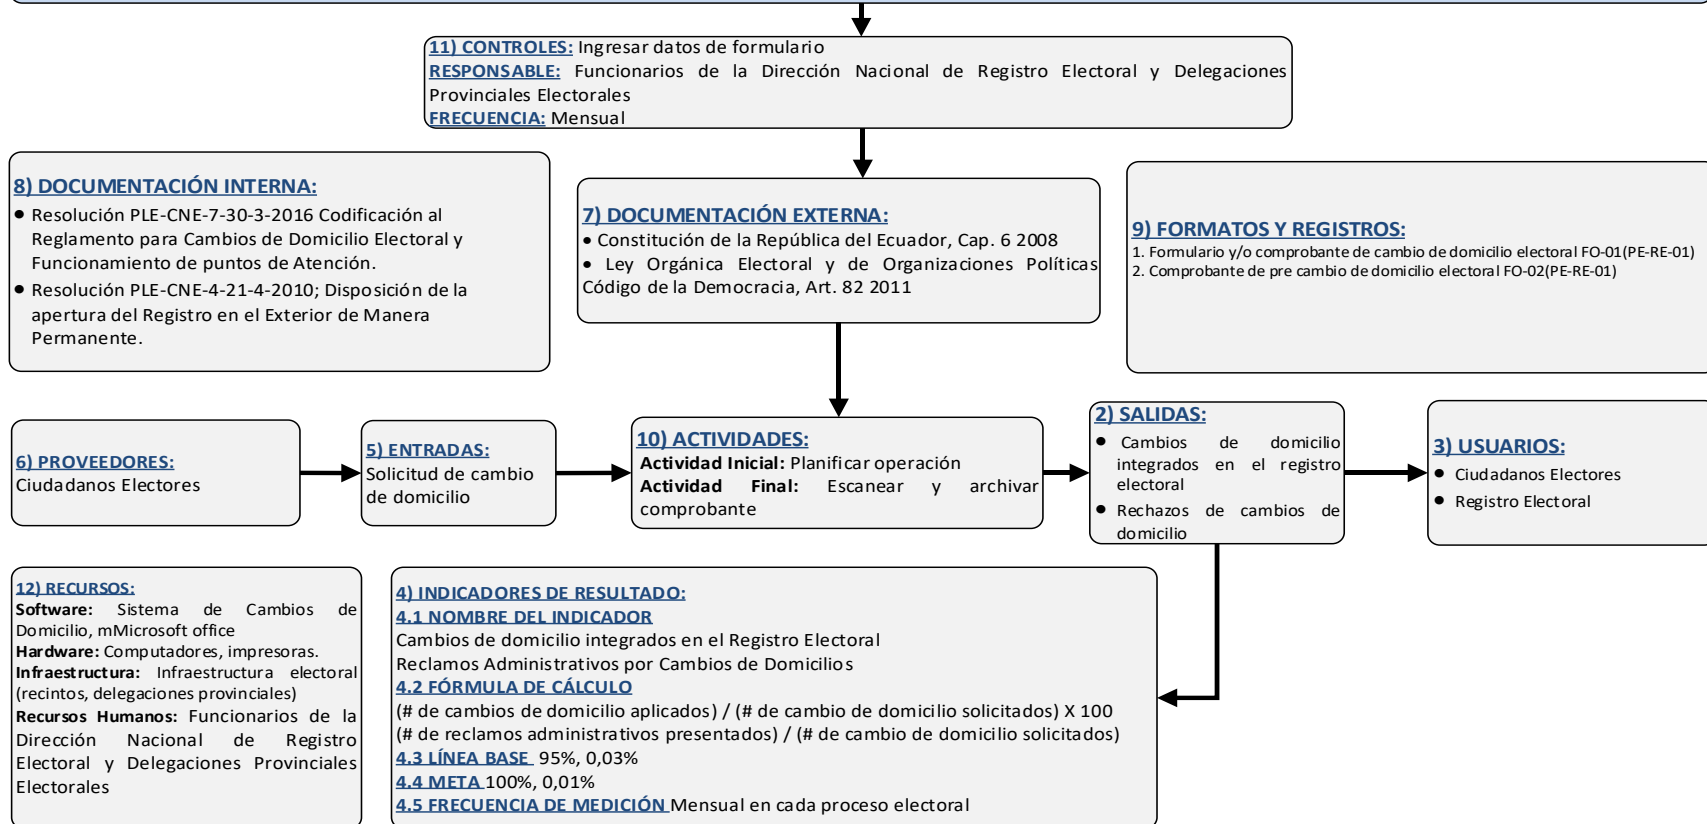 11) CONTROLES: Ingresar datos de formulario
RESPONSABLE: Funcionarios de la Dirección Nacional de Registro Electoral y Delegaciones
Provinciales Electorales
FRECUENCIA: Mensual
8) DOCUMENTACIÓN INTERNA:
• Resolución PLE-CNE-7-30-3-2016 Codificación al
Reglamento para Cambios de Domicilio Electoral y
Funcionamiento de puntos de Atención.
• Resolución PLE-CNE-4-21-4-2010; Disposición de la
apertura del Registro en el Exterior de Manera
Permanente.
7) DOCUMENTACIÓN EXTERNA:
• Constitución de la República del Ecuador, Cap. 6 2008
• Ley Orgánica Electoral y de Organizaciones Políticas
Código de la Democracia, Art. 82 2011
9) FORMATOS Y REGISTROS:
1. Formulario y/o comprobante de cambio de domicilio electoral FO-01(PE-RE-01)
2. Comprobante de pre cambio de domicilio electoral FO-02(PE-RE-01)
6) PROVEEDORES:
Ciudadanos Electores
5) ENTRADAS:
Solicitud de cambio
de domicilio
10) ACTIVIDADES:
Actividad Inicial: Planificar operación
Actividad Final: Escanear y archivar
comprobante
2) SALIDAS:
• Cambios de domicilio
integrados en el registro
electoral
• Rechazos de cambios de
domicilio
3) USUARIOS:
• Ciudadanos Electores
• Registro Electoral
12) RECURSOS:
Software: Sistema de Cambios de
Domicilio, mMicrosoft office
Hardware: Computadores, impresoras.
Infraestructura: Infraestructura electoral
(recintos, delegaciones provinciales)
Recursos Humanos: Funcionarios de la
Dirección Nacional de Registro
Electoral y Delegaciones Provinciales
Electorales
4) INDICADORES DE RESULTADO:
4.1 NOMBRE DEL INDICADOR
Cambios de domicilio integrados en el Registro Electoral
Reclamos Administrativos por Cambios de Domicilios
4.2 FÓRMULA DE CÁLCULO
(# de cambios de domicilio aplicados) / (# de cambio de domicilio solicitados) X 100
(# de reclamos administrativos presentados) / (# de cambio de domicilio solicitados)
4.3 LÍNEA BASE 95%, 0,03%
4.4 META 100%, 0,01%
4.5 FRECUENCIA DE MEDICIÓN Mensual en cada proceso electoral